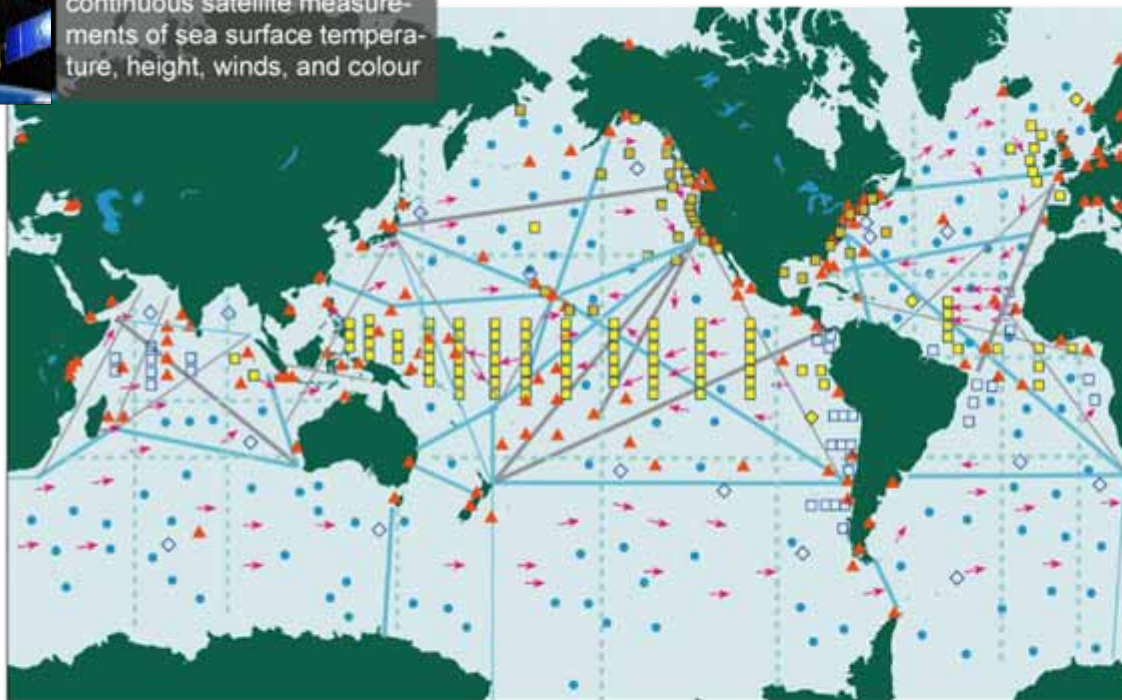 continuous satellite measure-
ments of sea surface tempera-
ture, height, winds, and colour